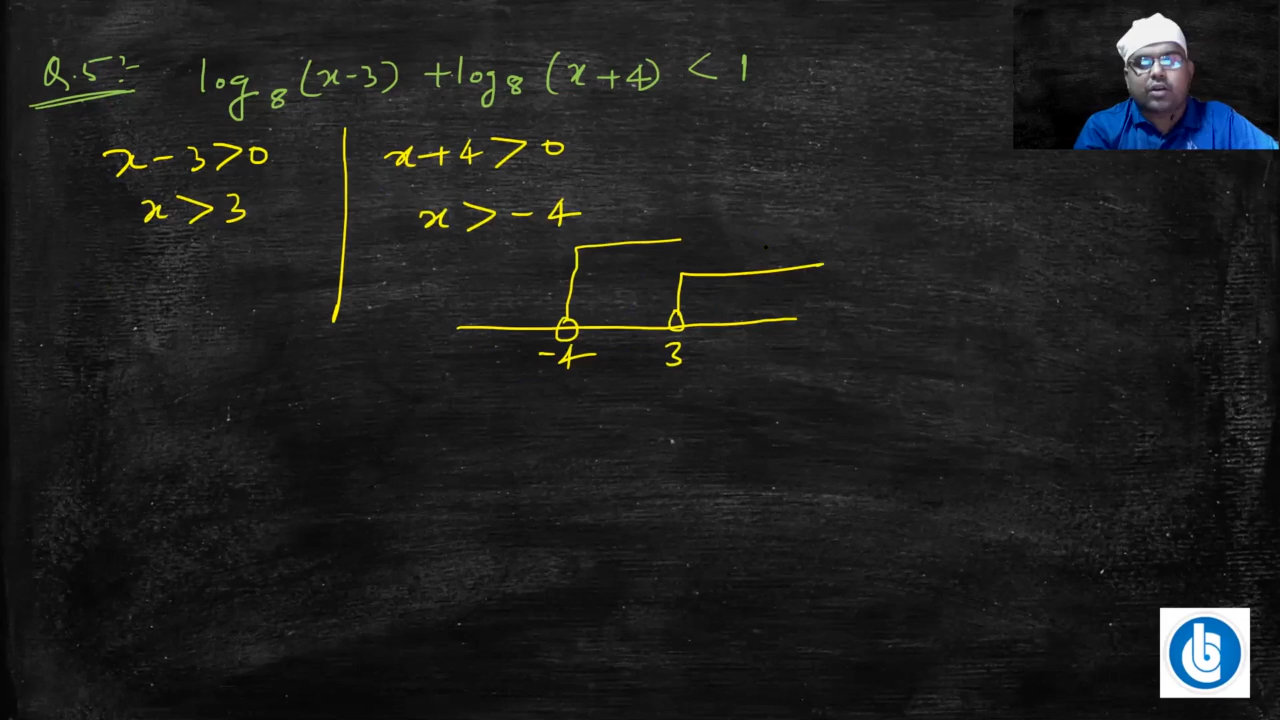 Q.5:- log₈(x-3) + log₈(x+4) < 1
x-3>0
x>3
x+4>0
x>-4
-4 3